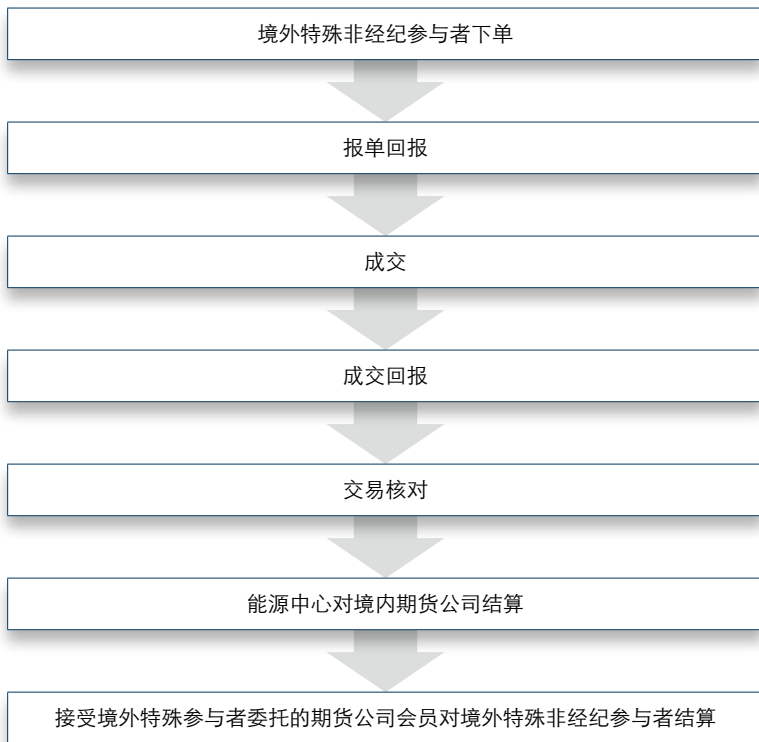 境外特殊非经纪参与者下单
报单回报
成交
成交回报
交易核对
能源中心对境内期货公司结算
接受境外特殊参与者委托的期货公司会员对境外特殊非经纪参与者结算